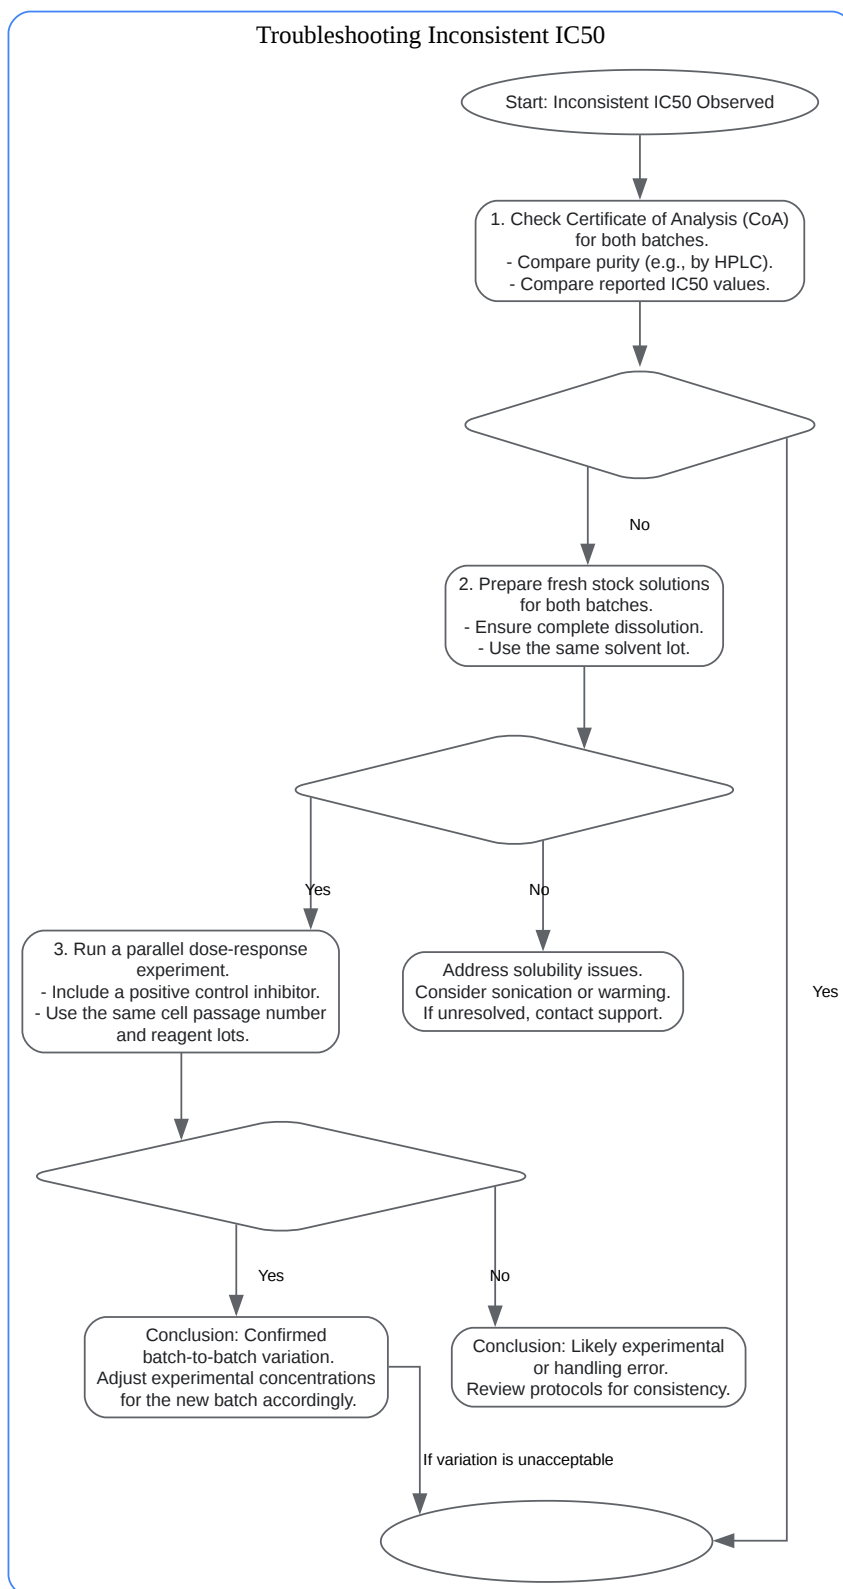 Troubleshooting Inconsistent IC50
Start: Inconsistent IC50 Observed
1. Check Certificate of Analysis (CoA)
for both batches.
- Compare purity (e.g., by HPLC).
- Compare reported IC50 values.
No
2. Prepare fresh stock solutions
for both batches.
- Ensure complete dissolution.
- Use the same solvent lot.
Yes
No
3. Run a parallel dose-response
experiment.
- Include a positive control inhibitor.
- Use the same cell passage number
and reagent lots.
Address solubility issues.
Consider sonication or warming.
If unresolved, contact support.
Yes
Yes
No
Conclusion: Confirmed
batch-to-batch variation.
Adjust experimental concentrations
for the new batch accordingly.
Conclusion: Likely experimental
or handling error.
Review protocols for consistency.
If variation is unacceptable